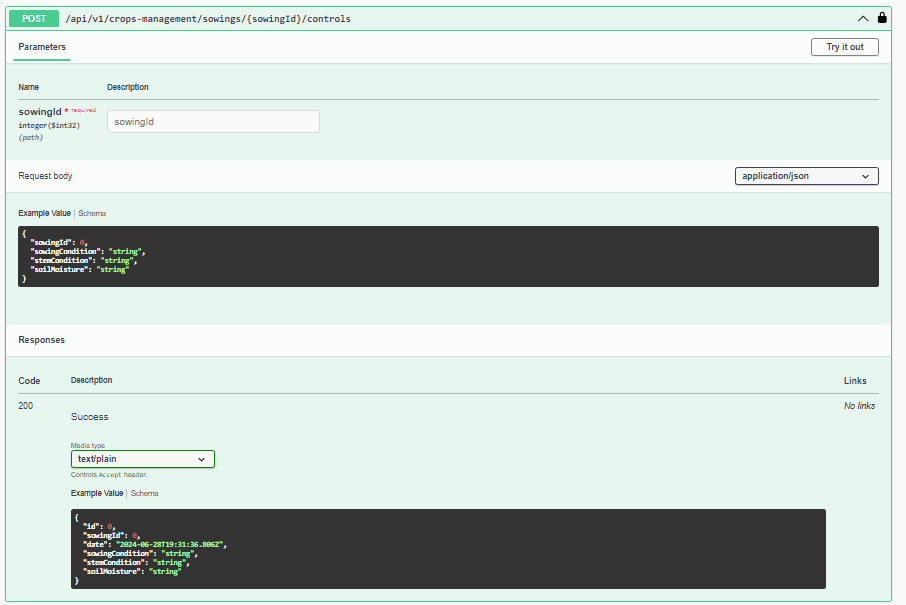 POST /api/v1/crops-management/sowings/{sowingId}/controls
Parameters
Try it out
Name Description
sowingId * required
integer($int32)
(path)
sowingId
Request body
application/json
Example Value | Schema
{
"sowingId": 0,
"sowingCondition": "string",
"stemCondition": "string",
"soilMoisture": "string"
}
Responses
Code Description Links
200 Success No links
Media type
text/plain
Controls Accept header.
Example Value | Schema
{
"id": 0,
"sowingId": 0,
"date": "2024-06-28T19:31:36.806Z",
"sowingCondition": "string",
"stemCondition": "string",
"soilMoisture": "string"
}